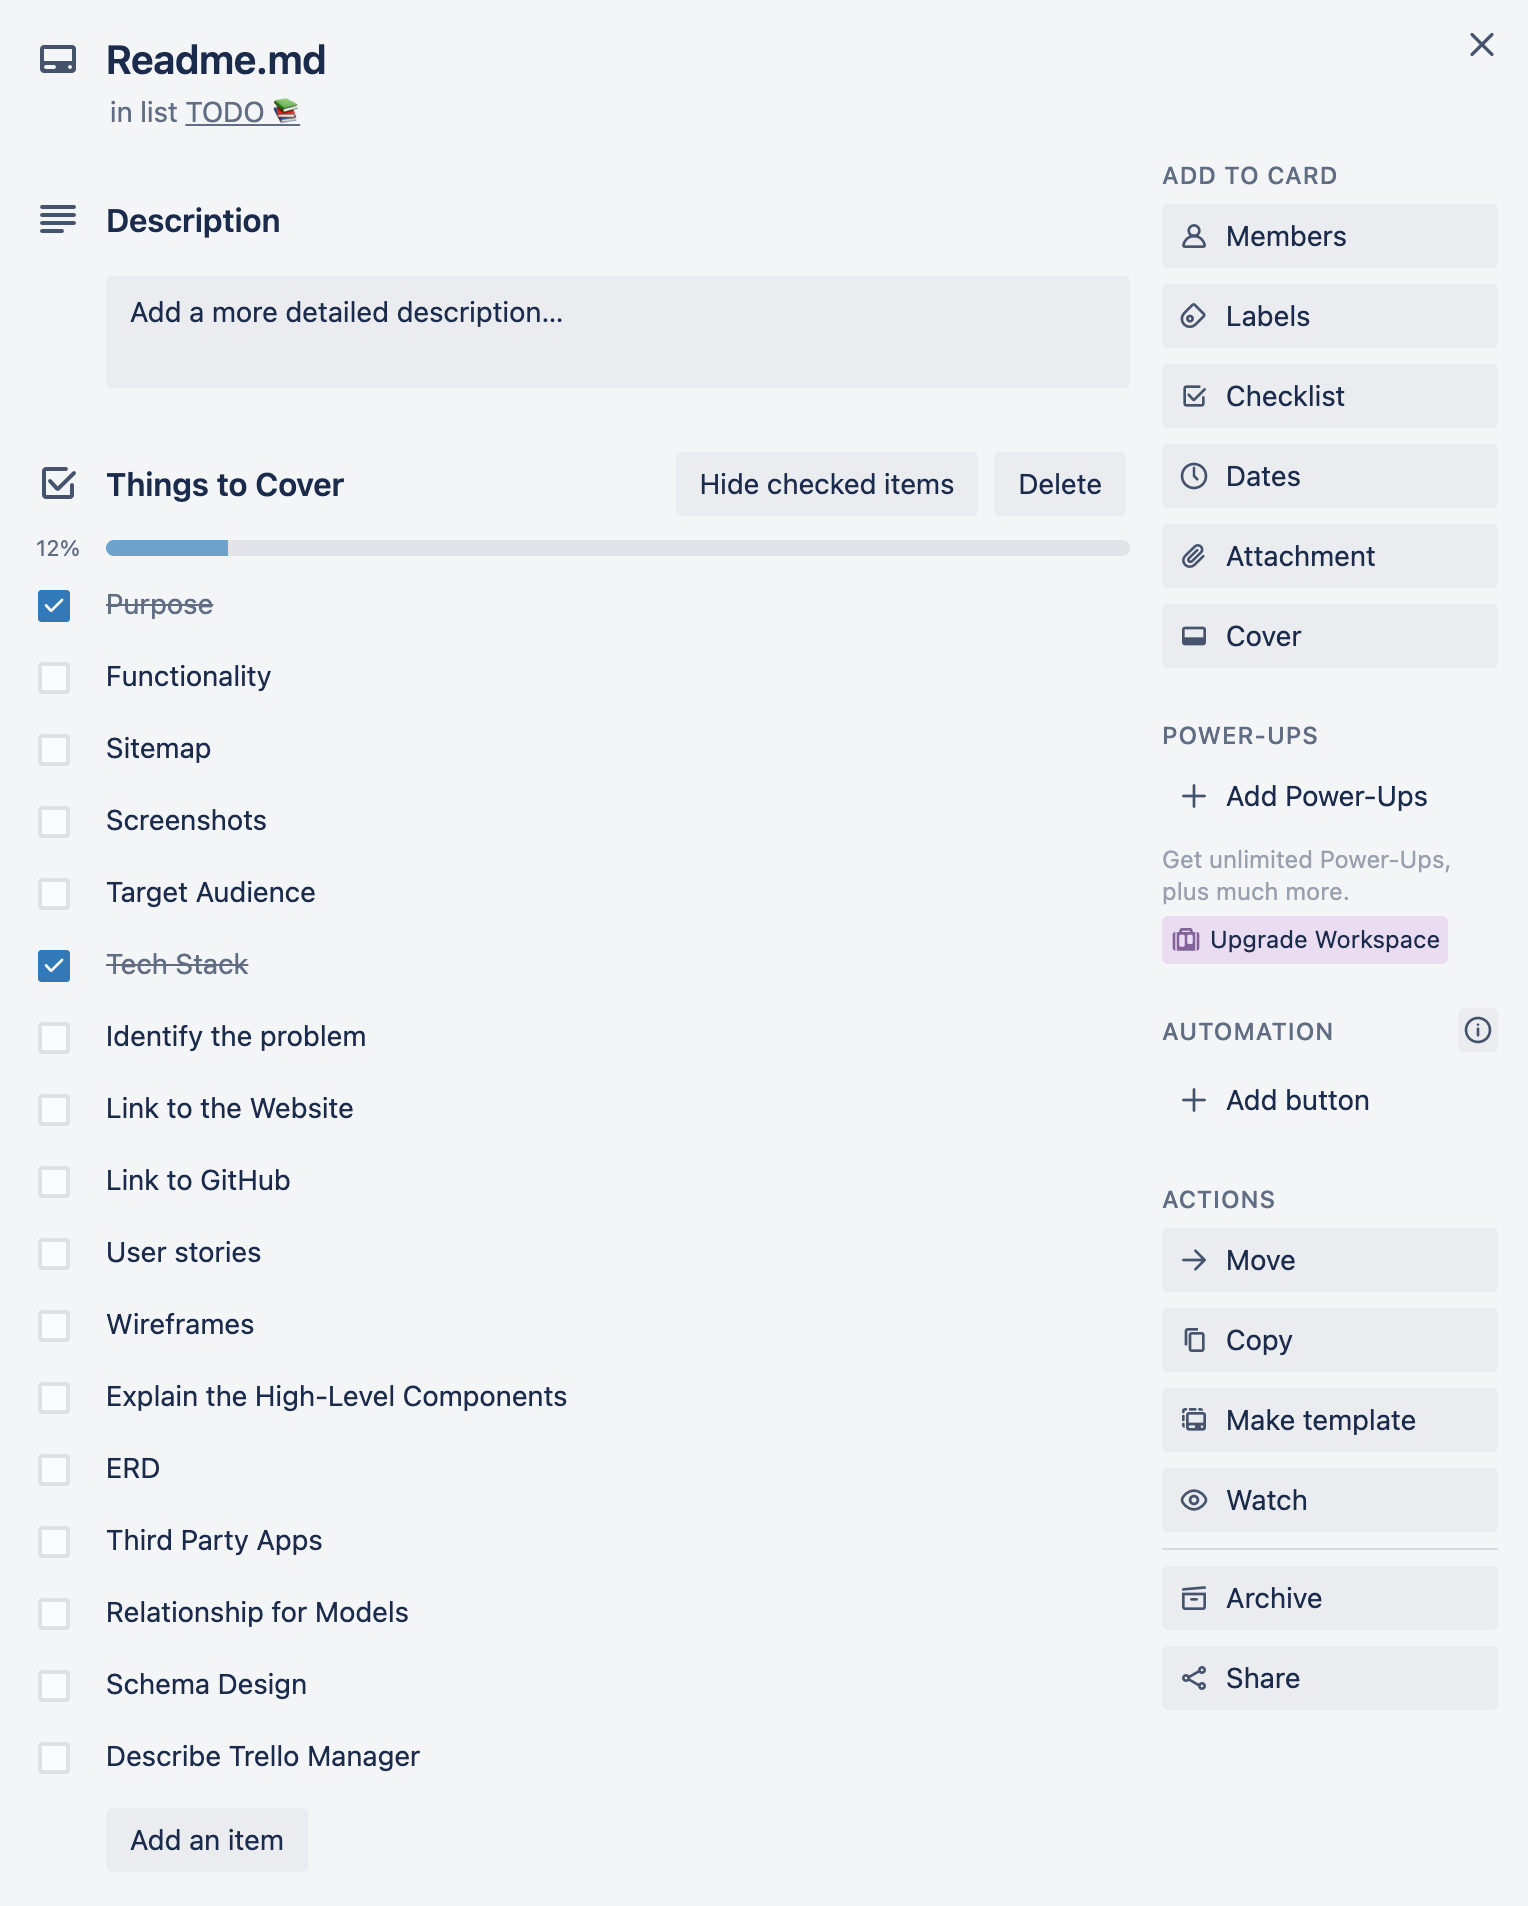 Readme.md
in list TODO 📚
Description
Add a more detailed description...
Things to Cover
Hide checked items
Delete
12%
Purpose
Functionality
Sitemap
Screenshots
Target Audience
Tech Stack
Identify the problem
Link to the Website
Link to GitHub
User stories
Wireframes
Explain the High-Level Components
ERD
Third Party Apps
Relationship for Models
Schema Design
Describe Trello Manager
Add an item
ADD TO CARD
Members
Labels
Checklist
Dates
Attachment
Cover
POWER-UPS
Add Power-Ups
Get unlimited Power-Ups,
plus much more.
Upgrade Workspace
AUTOMATION
Add button
ACTIONS
Move
Copy
Make template
Watch
Archive
Share